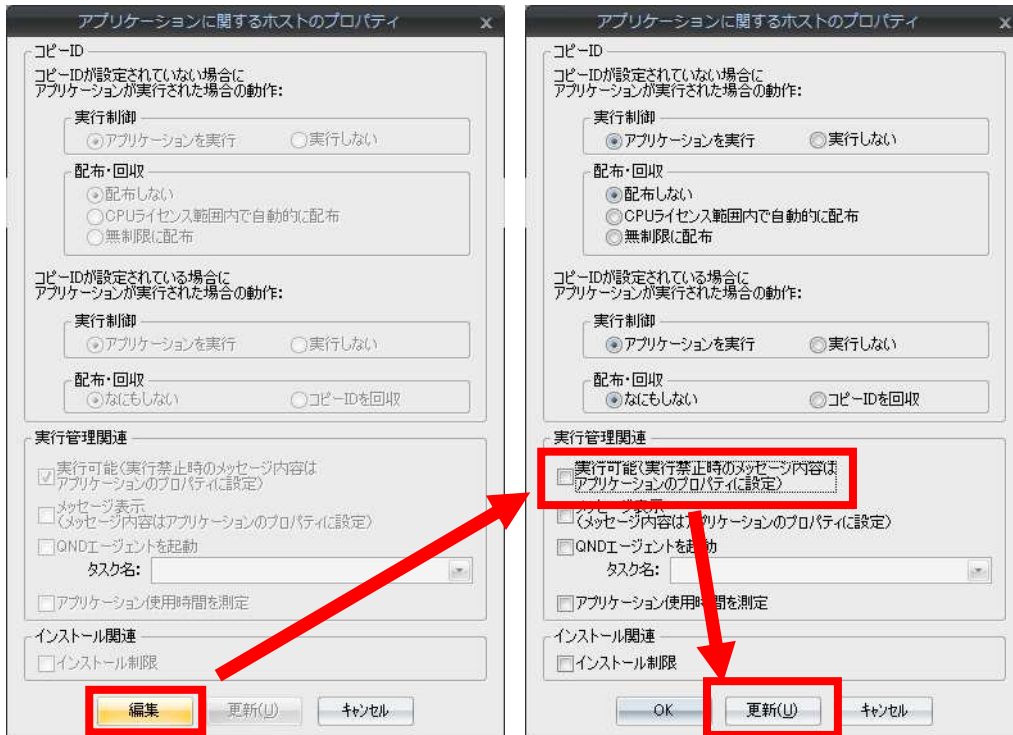 アプリケーションに関するホストのプロパティ x
コピーID
コピーIDが設定されていない場合に
アプリケーションが実行された場合の動作:
実行制御
アプリケーションを実行 実行しない
配布・回収
配布しない
CPUライセンス範囲内で自動的に配布
無制限に配布
コピーIDが設定されている場合に
アプリケーションが実行された場合の動作:
実行制御
アプリケーションを実行 実行しない
配布・回収
なにもしない コピーIDを回収
実行管理関連
実行可能(実行禁止時のメッセージ内容は
アプリケーションのプロパティに設定)
メッセージ表示
(メッセージ内容はアプリケーションのプロパティに設定)
QNDエージェントを起動
タスク名:
アプリケーション使用時間を測定
インストール関連
インストール制限
編集 更新(U) キャンセル
アプリケーションに関するホストのプロパティ x
コピーID
コピーIDが設定されていない場合に
アプリケーションが実行された場合の動作:
実行制御
アプリケーションを実行 実行しない
配布・回収
配布しない
CPUライセンス範囲内で自動的に配布
無制限に配布
コピーIDが設定されている場合に
アプリケーションが実行された場合の動作:
実行制御
アプリケーションを実行 実行しない
配布・回収
なにもしない コピーIDを回収
実行管理関連
実行可能(実行禁止時のメッセージ内容は
アプリケーションのプロパティに設定)
メッセージ表示
(メッセージ内容はアプリケーションのプロパティに設定)
QNDエージェントを起動
タスク名:
アプリケーション使用時間を測定
インストール関連
インストール制限
OK 更新(U) キャンセル